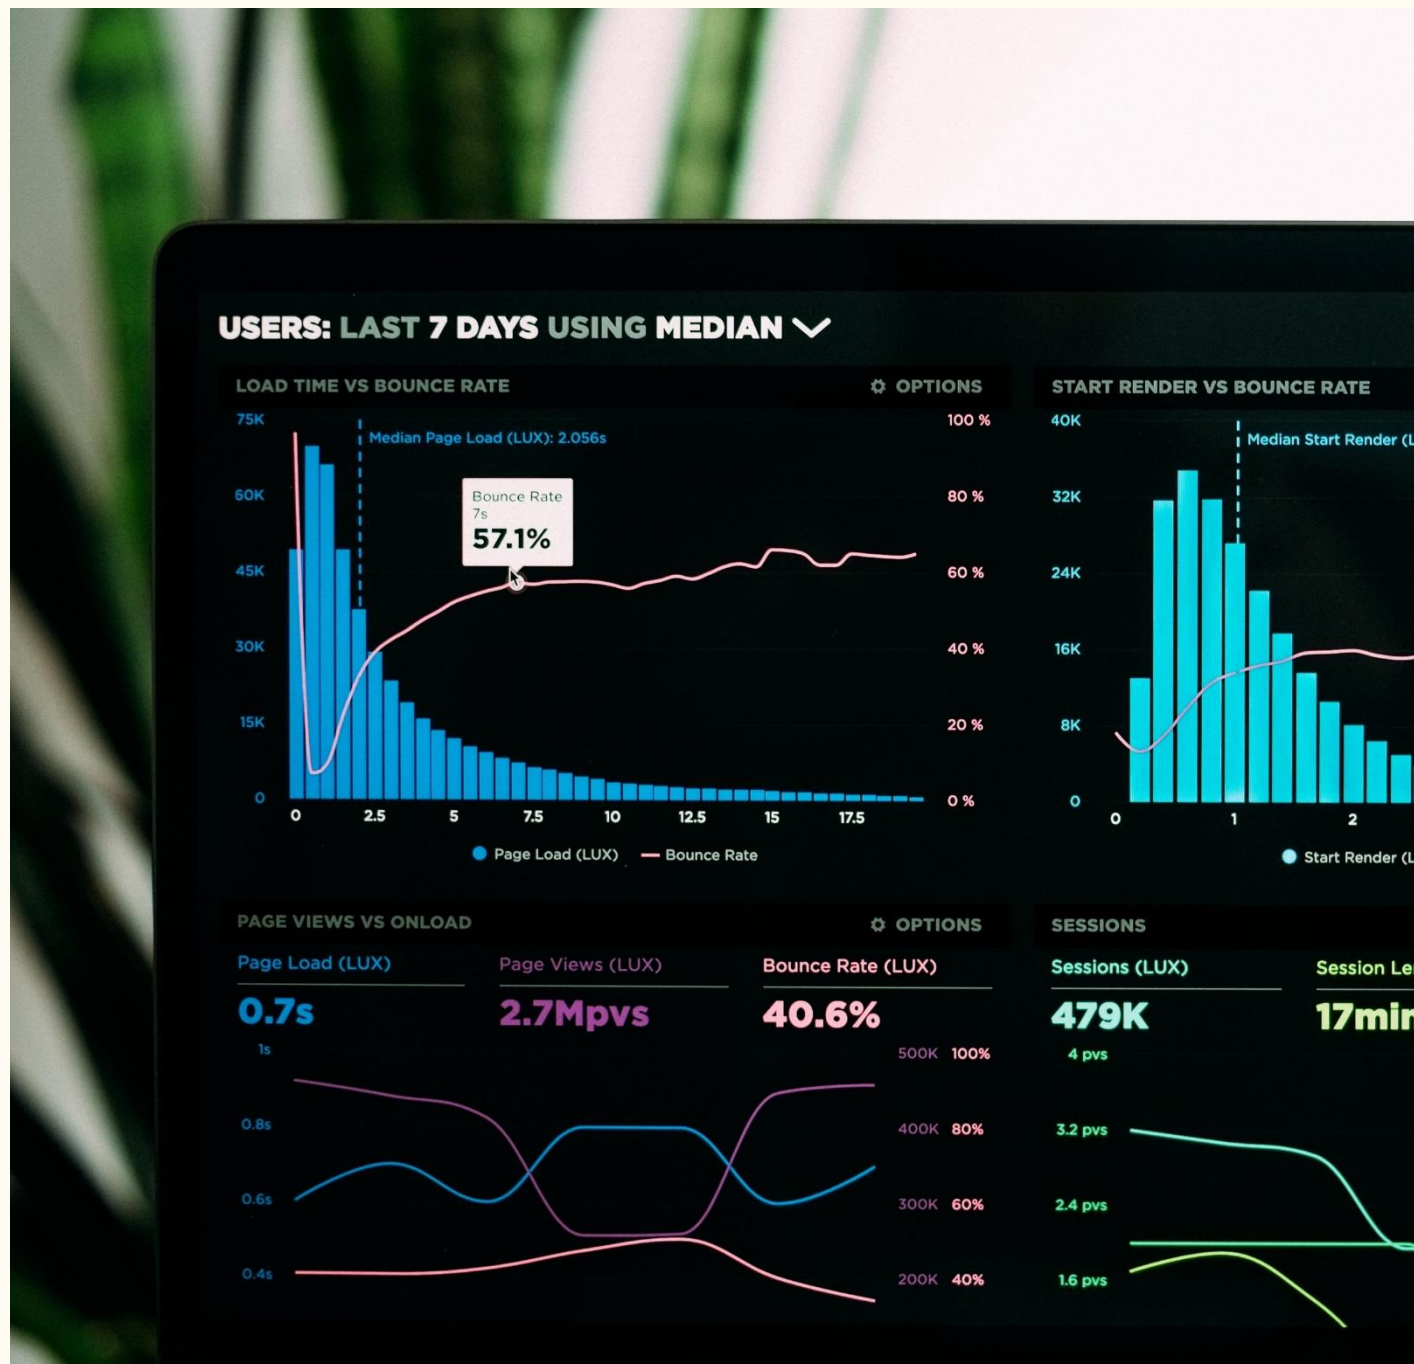 USERS: LAST 7 DAYS USING MEDIAN
LOAD TIME VS BOUNCE RATE
OPTIONS
75K
60K
45K
30K
15K
0
Median Page Load (LUX): 2.056s
Bounce Rate
7s
57.1%
100 %
80 %
60 %
40 %
20 %
0 %
0 2.5 5 7.5 10 12.5 15 17.5
Page Load (LUX) Bounce Rate
START RENDER VS BOUNCE RATE
40K
32K
24K
16K
8K
0
Median Start Render (L
0 1 2
Start Render (L
PAGE VIEWS VS ONLOAD
OPTIONS
Page Load (LUX) Page Views (LUX) Bounce Rate (LUX)
0.7s 2.7Mpvs 40.6%
1s
0.8s
0.6s
0.4s
500K 100%
400K 80%
300K 60%
200K 40%
SESSIONS
Sessions (LUX) Session Le
479K 17min
4 pvs
3.2 pvs
2.4 pvs
1.6 pvs